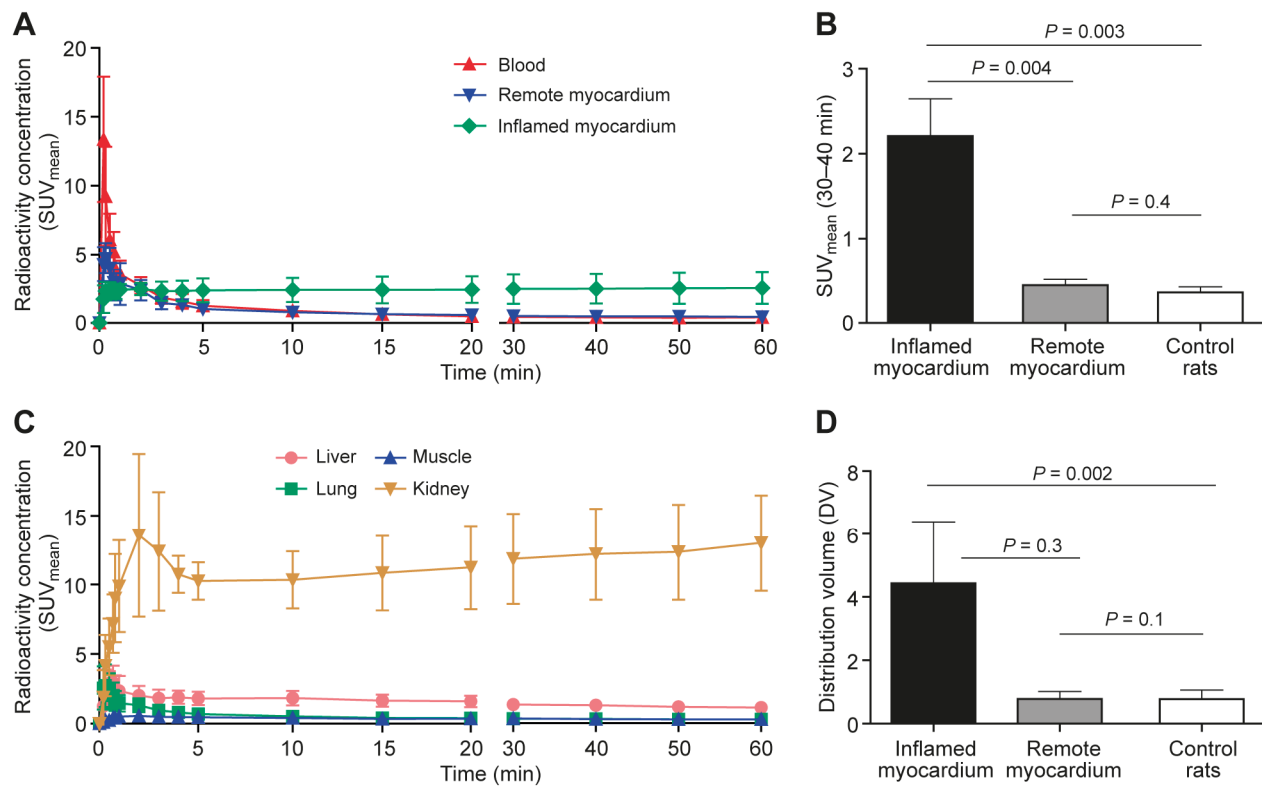 A
Radioactivity concentration
(SUVmean)
20
15
10
5
0
Blood
Remote myocardium
Inflamed myocardium
0 5 10 15 20 30 40 50 60
Time (min)
B
P = 0.003
P = 0.004
P = 0.4
SUVmean (30–40 min)
3
2
1
0
Inflamed myocardium
Remote myocardium
Control rats
C
Radioactivity concentration
(SUVmean)
20
15
10
5
0
Liver Muscle
Lung Kidney
0 5 10 15 20 30 40 50 60
Time (min)
D
P = 0.002
P = 0.3
P = 0.1
Distribution volume (DV)
8
6
4
2
0
Inflamed myocardium
Remote myocardium
Control rats